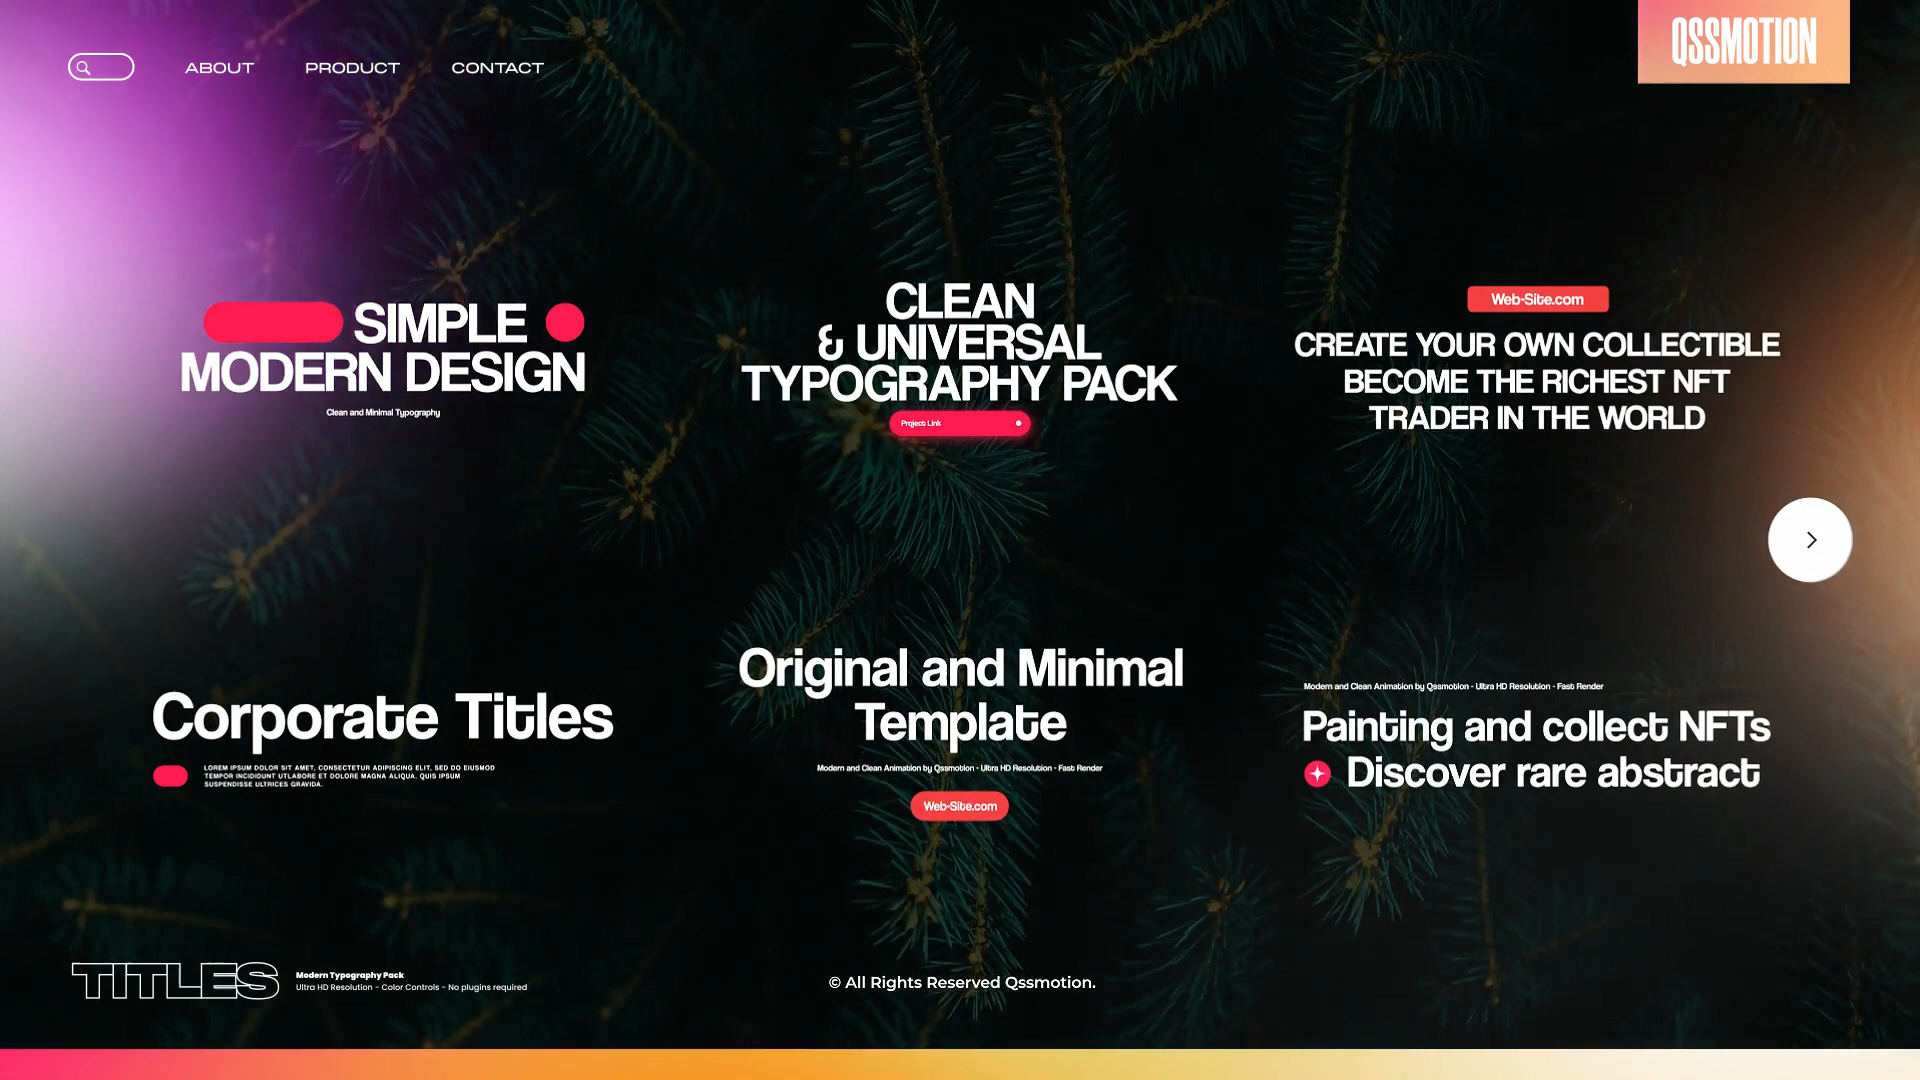 ABOUT PRODUCT CONTACT
QSSMOTION
SIMPLE
MODERN DESIGN
Clean and Minimal Typography
CLEAN
& UNIVERSAL
TYPOGRAPHY PACK
Project Link
Web-Site.com
CREATE YOUR OWN COLLECTIBLE
BECOME THE RICHEST NFT
TRADER IN THE WORLD
Corporate Titles
LOREM IPSUM DOLOR SIT AMET, CONSECTETUR ADIPISCING ELIT, SED DO EIUSMOD
TEMPOR INCIDIDUNT UTLABORE ET DOLORE MAGNA ALIQUA. QUIS IPSUM
SUSPENDISSE ULTRICES GRAVIDA.
Original and Minimal
Template
Modern and Clean Animation by Qssmotion - Ultra HD Resolution - Fast Render
Web-Site.com
Modern and Clean Animation by Qssmotion - Ultra HD Resolution - Fast Render
Painting and collect NFTs
Discover rare abstract
TITLES
Modern Typography Pack
Ultra HD Resolution - Color Controls - No plugins required
© All Rights Reserved Qssmotion.